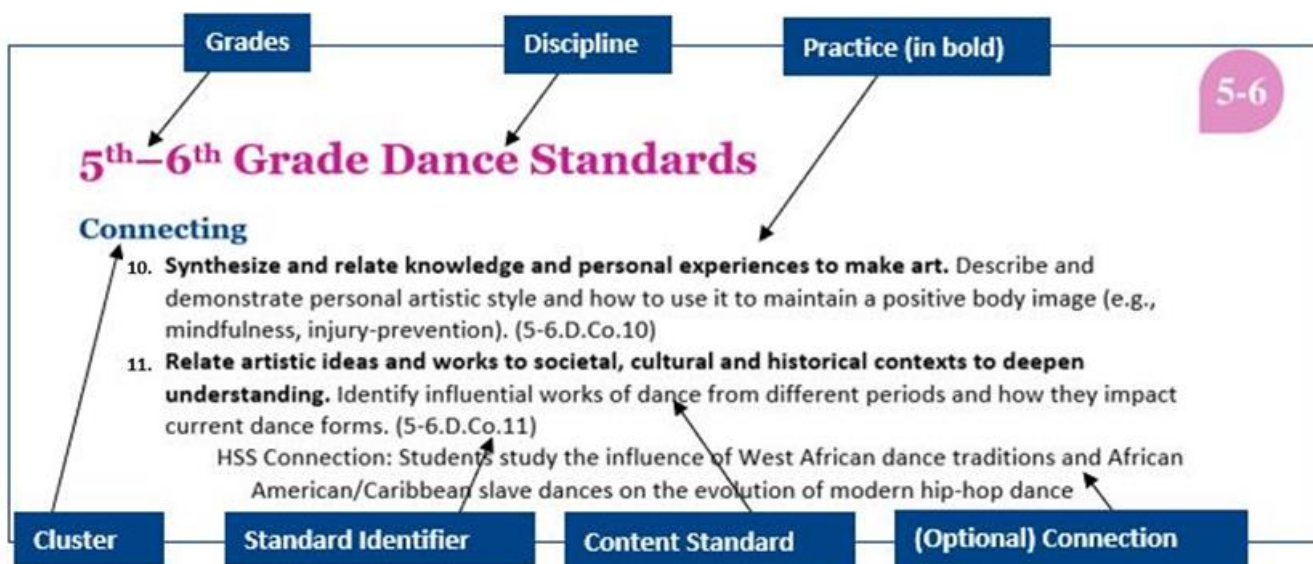 Grades
Discipline
Practice (in bold)
5-6
5th–6th Grade Dance Standards
Connecting
10. Synthesize and relate knowledge and personal experiences to make art. Describe and
demonstrate personal artistic style and how to use it to maintain a positive body image (e.g.,
mindfulness, injury-prevention). (5-6.D.Co.10)
11. Relate artistic ideas and works to societal, cultural and historical contexts to deepen
understanding. Identify influential works of dance from different periods and how they impact
current dance forms. (5-6.D.Co.11)
HSS Connection: Students study the influence of West African dance traditions and African
American/Caribbean slave dances on the evolution of modern hip-hop dance
Cluster
Standard Identifier
Content Standard
(Optional) Connection